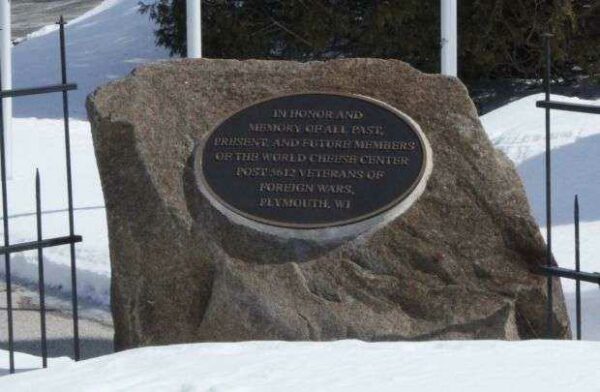 IN HONOR AND
MEMORY OF ALL PAST,
PRESENT, AND FUTURE MEMBERS
OF THE WORLD CHEESE CENTER
POST 5612 VETERANS OF
FOREIGN WARS,
PLYMOUTH, WI